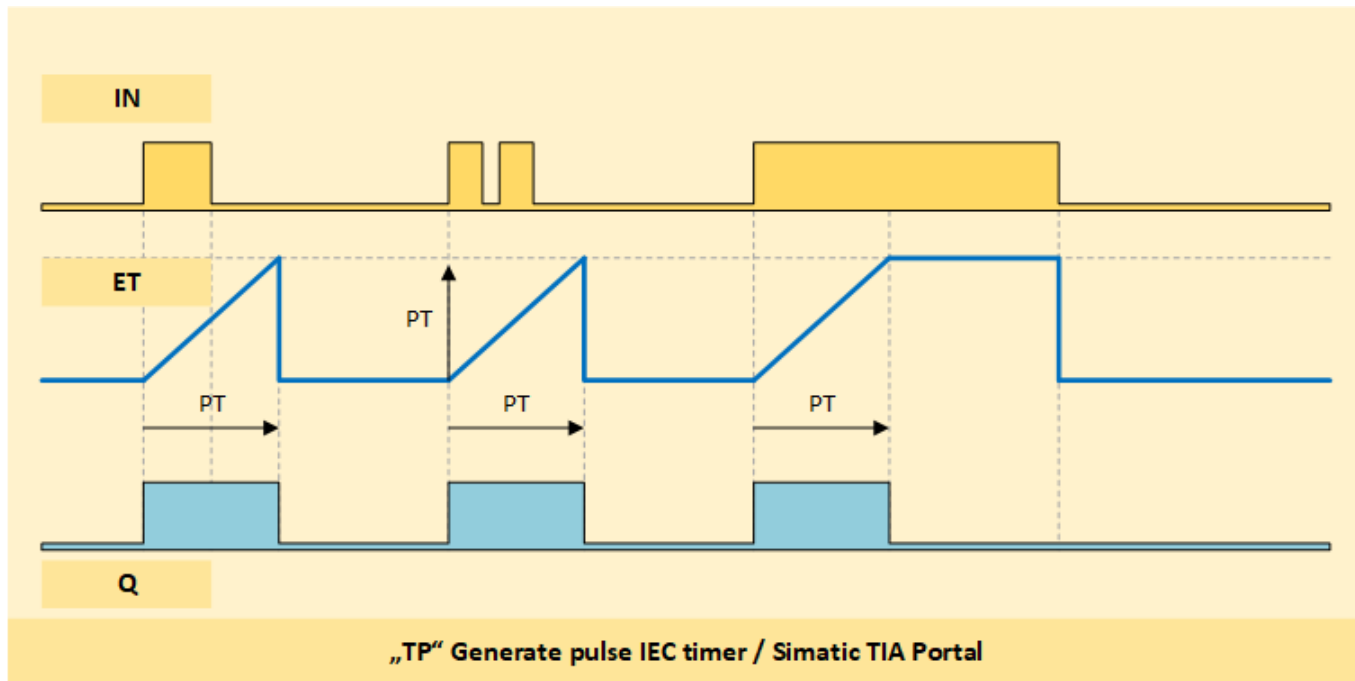 IN
ET
PT
PT
PT
PT
Q
„TP“ Generate pulse IEC timer / Simatic TIA Portal